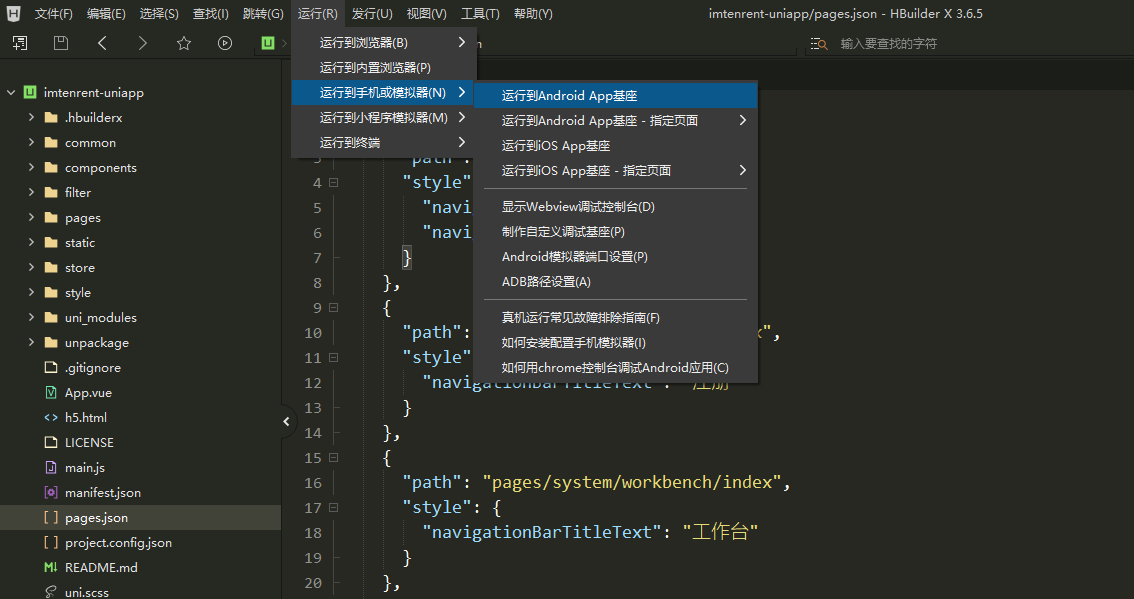 文件(F) 编辑(E) 选择(S) 查找(I) 跳转(G) 运行(R) 发行(U) 视图(V) 工具(T) 帮助(Y) imtenrent-uniapp/pages.json - HBuilder X 3.6.5
输入要查找的字符
运行到浏览器(B)
运行到内置浏览器(P)
运行到手机或模拟器(N)
运行到小程序模拟器(M)
运行到终端
运行到Android App基座
运行到Android App基座 - 指定页面
运行到iOS App基座
运行到iOS App基座 - 指定页面
显示Webview调试控制台(D)
制作自定义调试基座(P)
Android模拟器端口设置(P)
ADB路径设置(A)
真机运行常见故障排除指南(F)
如何安装配置手机模拟器(I)
如何用chrome控制台调试Android应用(C)
imtenrent-uniapp
.hbuilderx
common
components
filter
pages
static
store
style
uni_modules
unpackage
.gitignore
App.vue
h5.html
LICENSE
main.js
manifest.json
pages.json
project.config.json
README.md
uni.scss
3 "path":
4 "style"
5 "navi
6 "navi
7 }
8 },
9 {
10 "path": x",
11 "style"
12 "navigationBarTitleText": "注册"
13 }
14 },
15 {
16 "path": "pages/system/workbench/index",
17 "style": {
18 "navigationBarTitleText": "工作台"
19 }
20 },